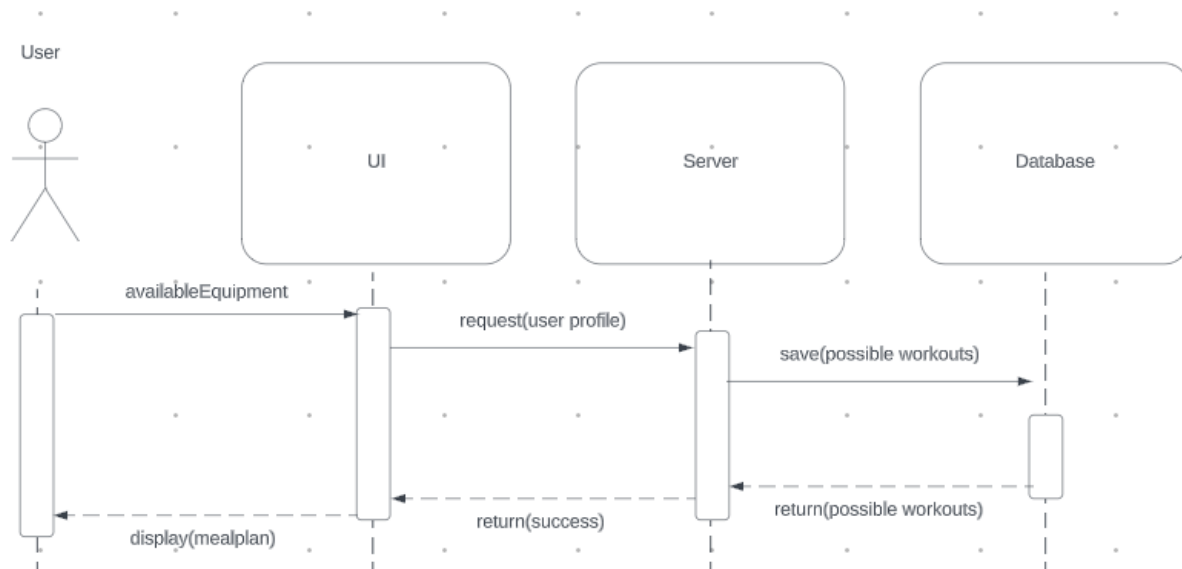 User
UI
Server
Database
availableEquipment
request(user profile)
save(possible workouts)
return(possible workouts)
return(success)
display(mealplan)